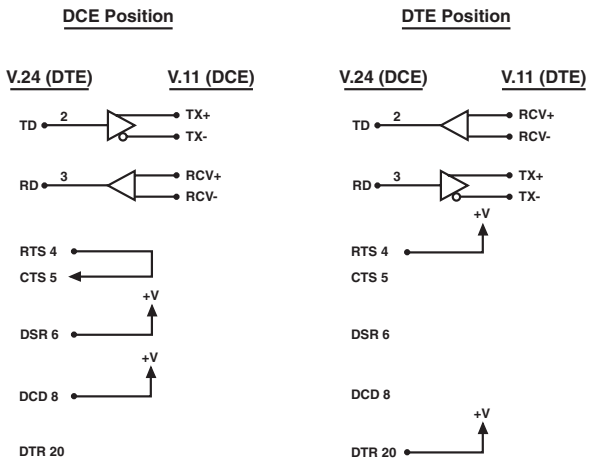 DCE Position
V.24 (DTE) V.11 (DCE)
TD 2 TX+
TX-
RD 3 RCV+
RCV-
RTS 4
CTS 5
+V
DSR 6
+V
DCD 8
DTR 20
DTE Position
V.24 (DCE) V.11 (DTE)
TD 2 RCV+
RCV-
RD 3 TX+
TX-
+V
RTS 4
CTS 5
DSR 6
DCD 8
+V
DTR 20